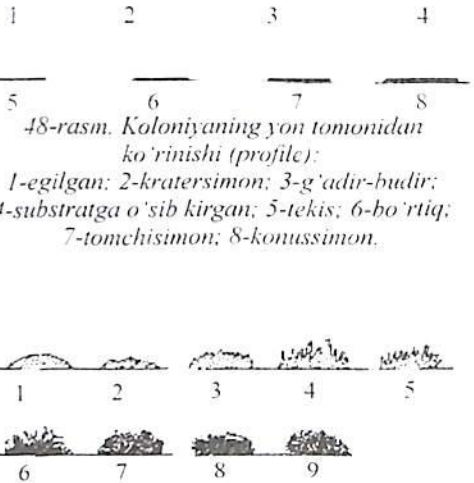 1 2 3 4
5 6 7 8
48-rasm. Koloniyaning yon tomonidan
ko‘rinishi (profile):
1-egilgan; 2-kratersimon; 3-g‘adir-budir;
4-substratga o‘sib kirgan; 5-tekis; 6-bo‘rtiq;
7-tomchisimon; 8-konussimon.
1 2 3 4 5
6 7 8 9